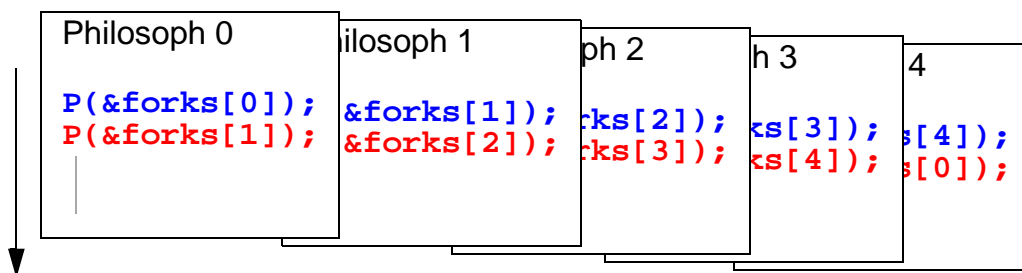 Philosoph 0
P(&forks[0]);
P(&forks[1]);
ilosoph 1
&forks[1]);
&forks[2]);
ph 2
rks[2]);
rks[3]);
h 3
ks[3]);
ks[4]);
4
s[4]);
s[0]);